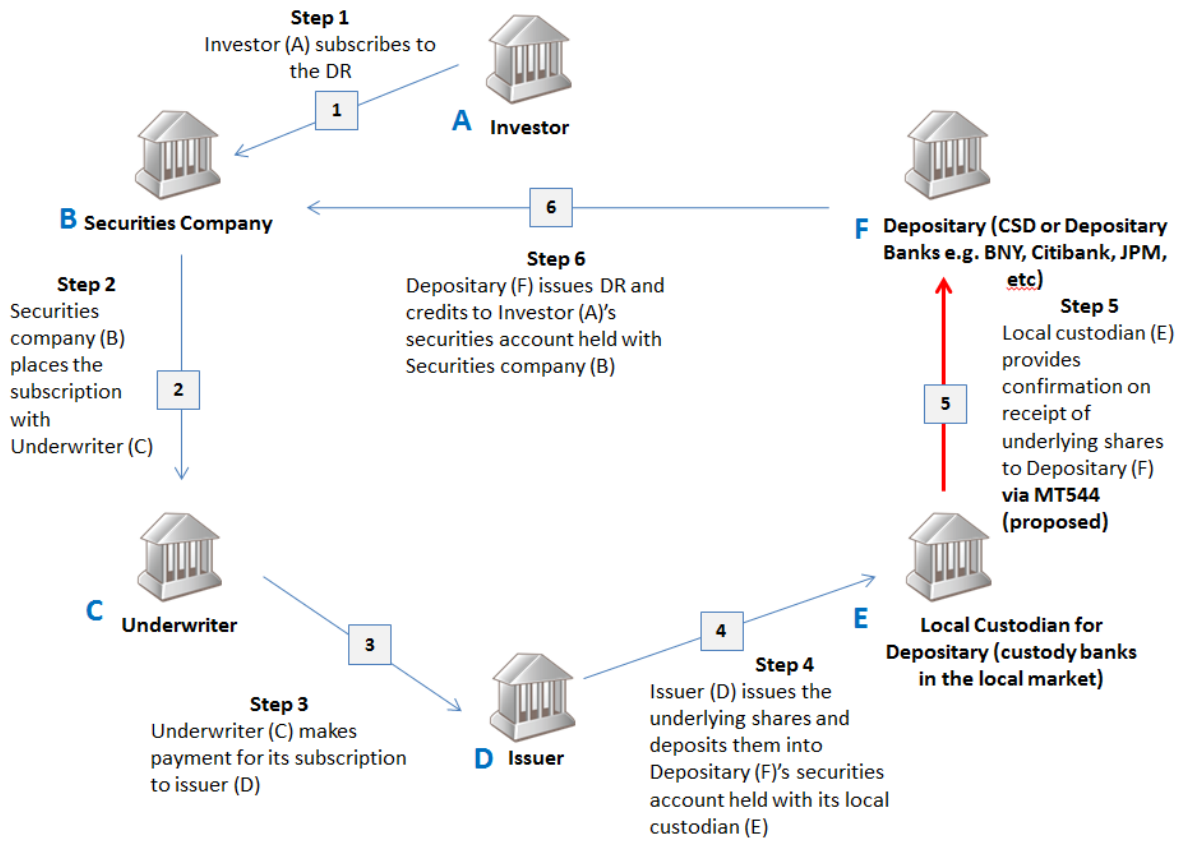 Step 1
Investor (A) subscribes to
the DR
1
A
Investor
B
Securities Company
6
F
Depositary (CSD or Depositary
Banks e.g. BNY, Citibank, JPM,
etc)
Step 6
Depositary (F) issues DR and
credits to Investor (A)’s
securities account held with
Securities company (B)
Step 2
Securities
company (B)
places the
subscription
with
Underwriter (C)
2
Step 5
Local custodian (E)
provides
confirmation on
receipt of
underlying shares
to Depositary (F)
via MT544
(proposed)
5
C
Underwriter
3
Step 3
Underwriter (C) makes
payment for its subscription
to issuer (D)
D
Issuer
4
Step 4
Issuer (D) issues the
underlying shares and
deposits them into
Depositary (F)’s securities
account held with its local
custodian (E)
E
Local Custodian for
Depositary (custody banks
in the local market)